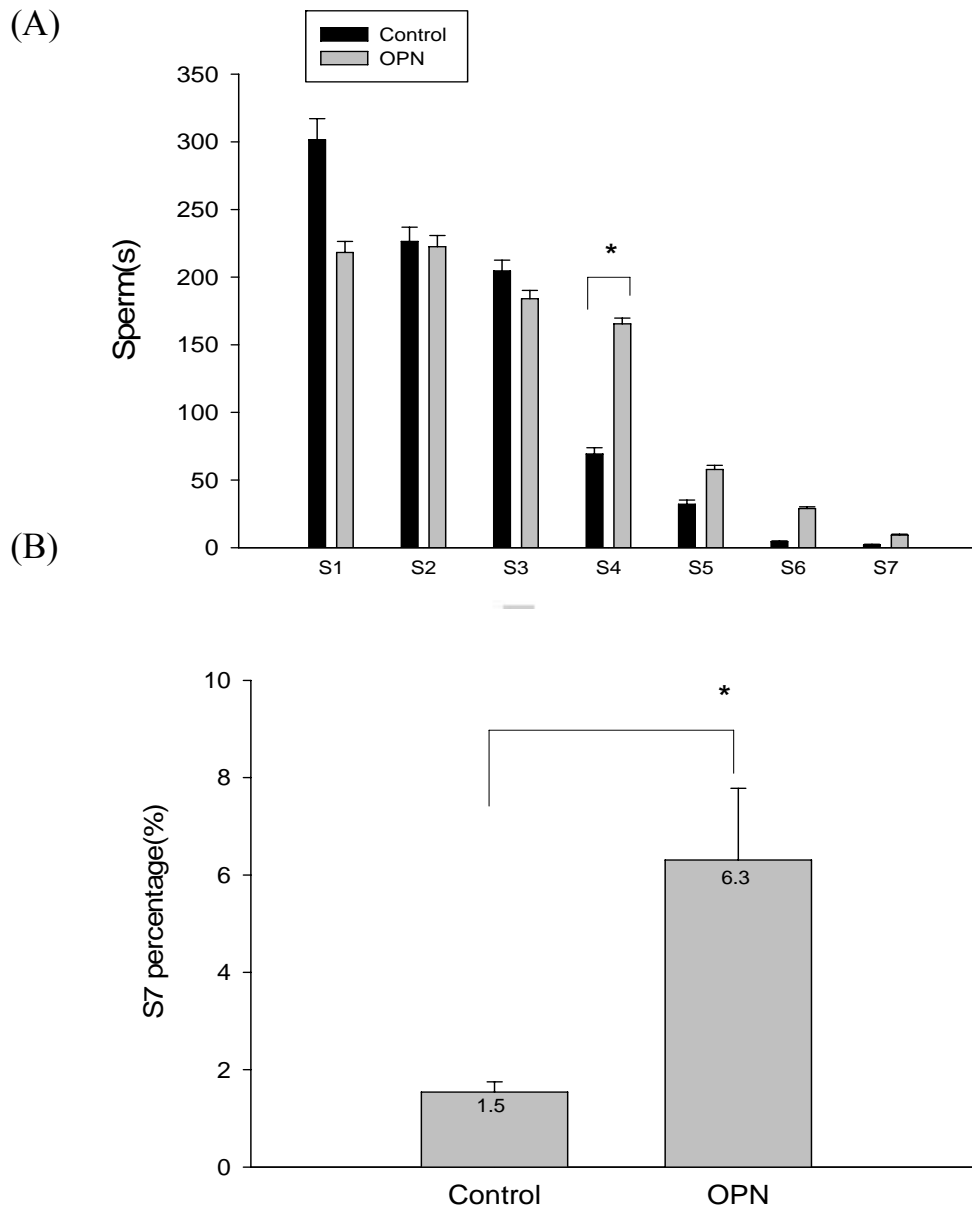 (A)
Control
OPN
350
300
250
200
150
100
50
0
Sperm(s)
*
S1 S2 S3 S4 S5 S6 S7
(B)
10
8
6
4
2
0
S7 percentage(%)
*
1.5
6.3
Control OPN